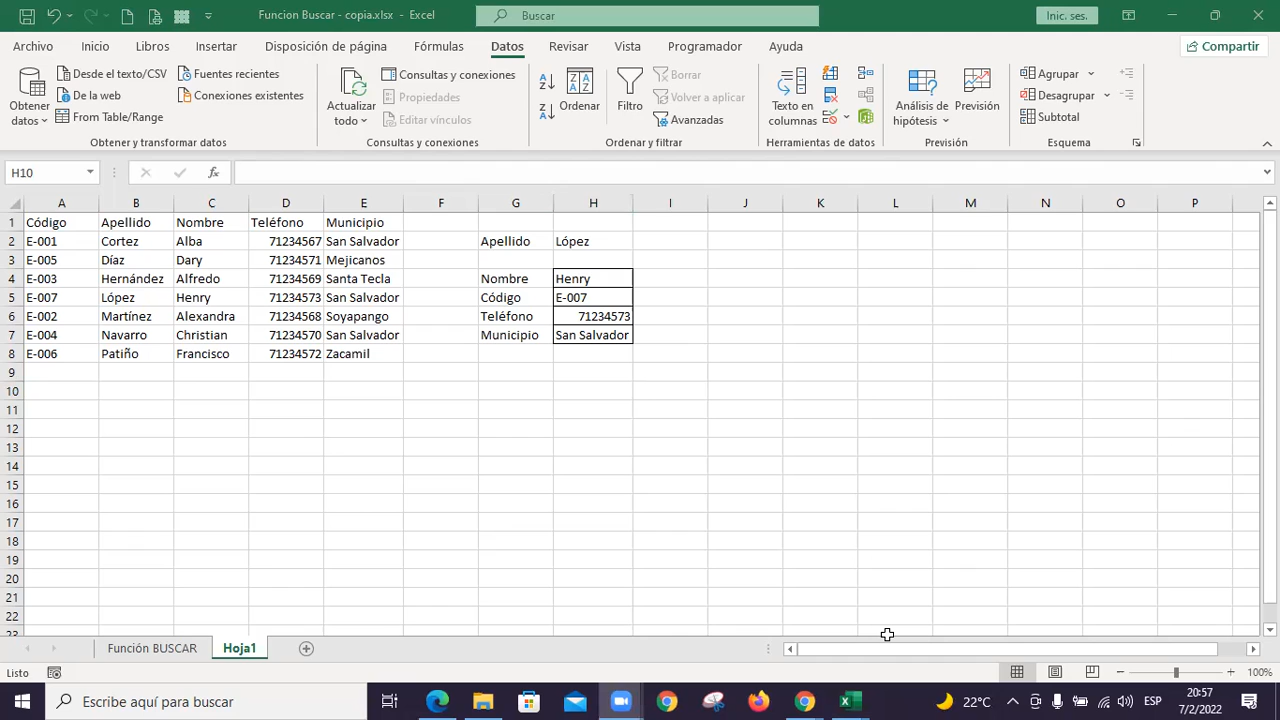 Funcion Buscar - copia.xlsx - Excel
Buscar
Inic. ses.
Archivo Inicio Libros Insertar Disposición de página Fórmulas Datos Revisar Vista Programador Ayuda
Compartir
Obtener datos
Desde el texto/CSV
De la web
From Table/Range
Fuentes recientes
Conexiones existentes
Obtener y transformar datos
Actualizar todo
Consultas y conexiones
Propiedades
Editar vínculos
Consultas y conexiones
Ordenar
Filtro
Borrar
Volver a aplicar
Avanzadas
Ordenar y filtrar
Texto en columnas
Herramientas de datos
Análisis de hipótesis
Previsión
Previsión
Agrupar
Desagrupar
Subtotal
Esquema
H10
fx
A B C D E F G H I J K L M N O P
1 Código Apellido Nombre Teléfono Municipio
2 E-001 Cortez Alba 71234567 San Salvador Apellido López
3 E-005 Díaz Dary 71234571 Mejicanos
4 E-003 Hernández Alfredo 71234569 Santa Tecla Nombre Henry
5 E-007 López Henry 71234573 San Salvador Código E-007
6 E-002 Martínez Alexandra 71234568 Soyapango Teléfono 71234573
7 E-004 Navarro Christian 71234570 San Salvador Municipio San Salvador
8 E-006 Patiño Francisco 71234572 Zacamil
9
10
11
12
13
14
15
16
17
18
19
20
21
22
23
Función BUSCAR Hoja1
Listo
100%
Escribe aquí para buscar
22°C
ESP
20:57
7/2/2022